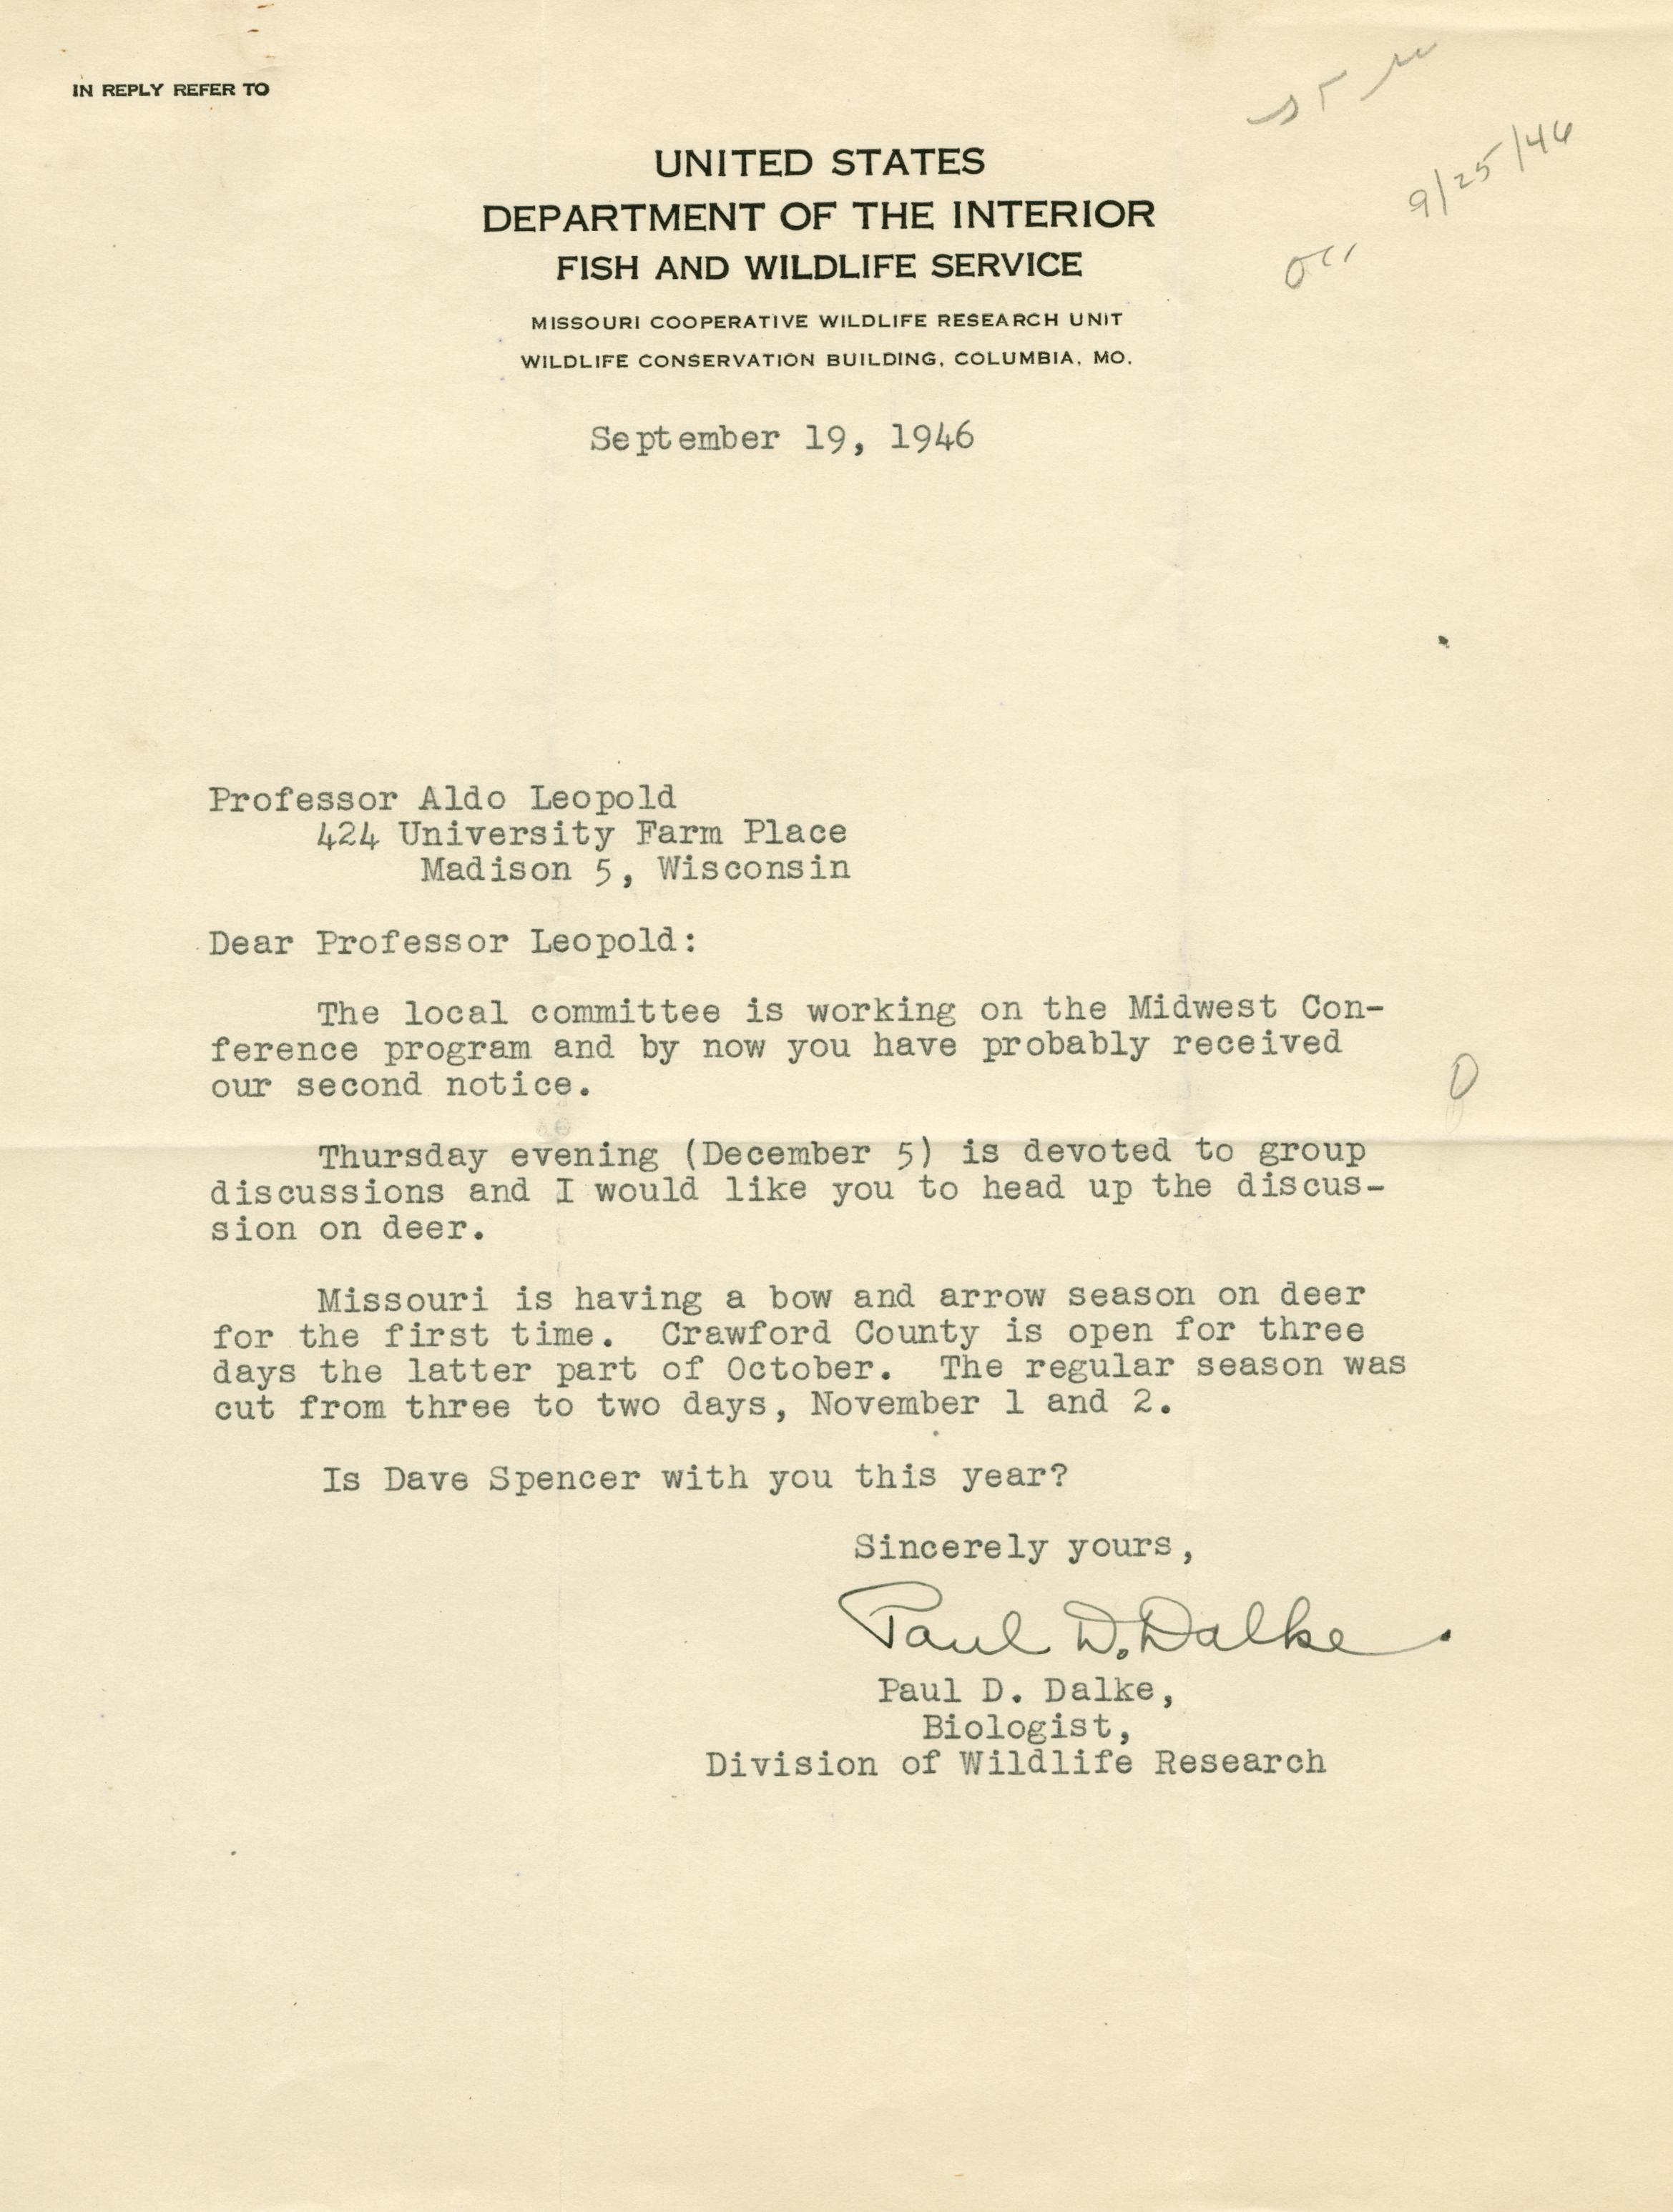 IN REPLY REFER TO
9/25/46
UNITED STATES
DEPARTMENT OF THE INTERIOR
FISH AND WILDLIFE SERVICE
MISSOURI COOPERATIVE WILDLIFE RESEARCH UNIT
WILDLIFE CONSERVATION BUILDING, COLUMBIA, MO.
September 19, 1946
Professor Aldo Leopold
424 University Farm Place
Madison 5, Wisconsin
Dear Professor Leopold:
The local committee is working on the Midwest Con-
ference program and by now you have probably received
our second notice.
Thursday evening (December 5) is devoted to group
discussions and I would like you to head up the discus-
sion on deer.
Missouri is having a bow and arrow season on deer
for the first time. Crawford County is open for three
days the latter part of October. The regular season was
cut from three to two days, November 1 and 2.
Is Dave Spencer with you this year?
Sincerely yours,
Paul D. Dalke
Paul D. Dalke,
Biologist,
Division of Wildlife Research